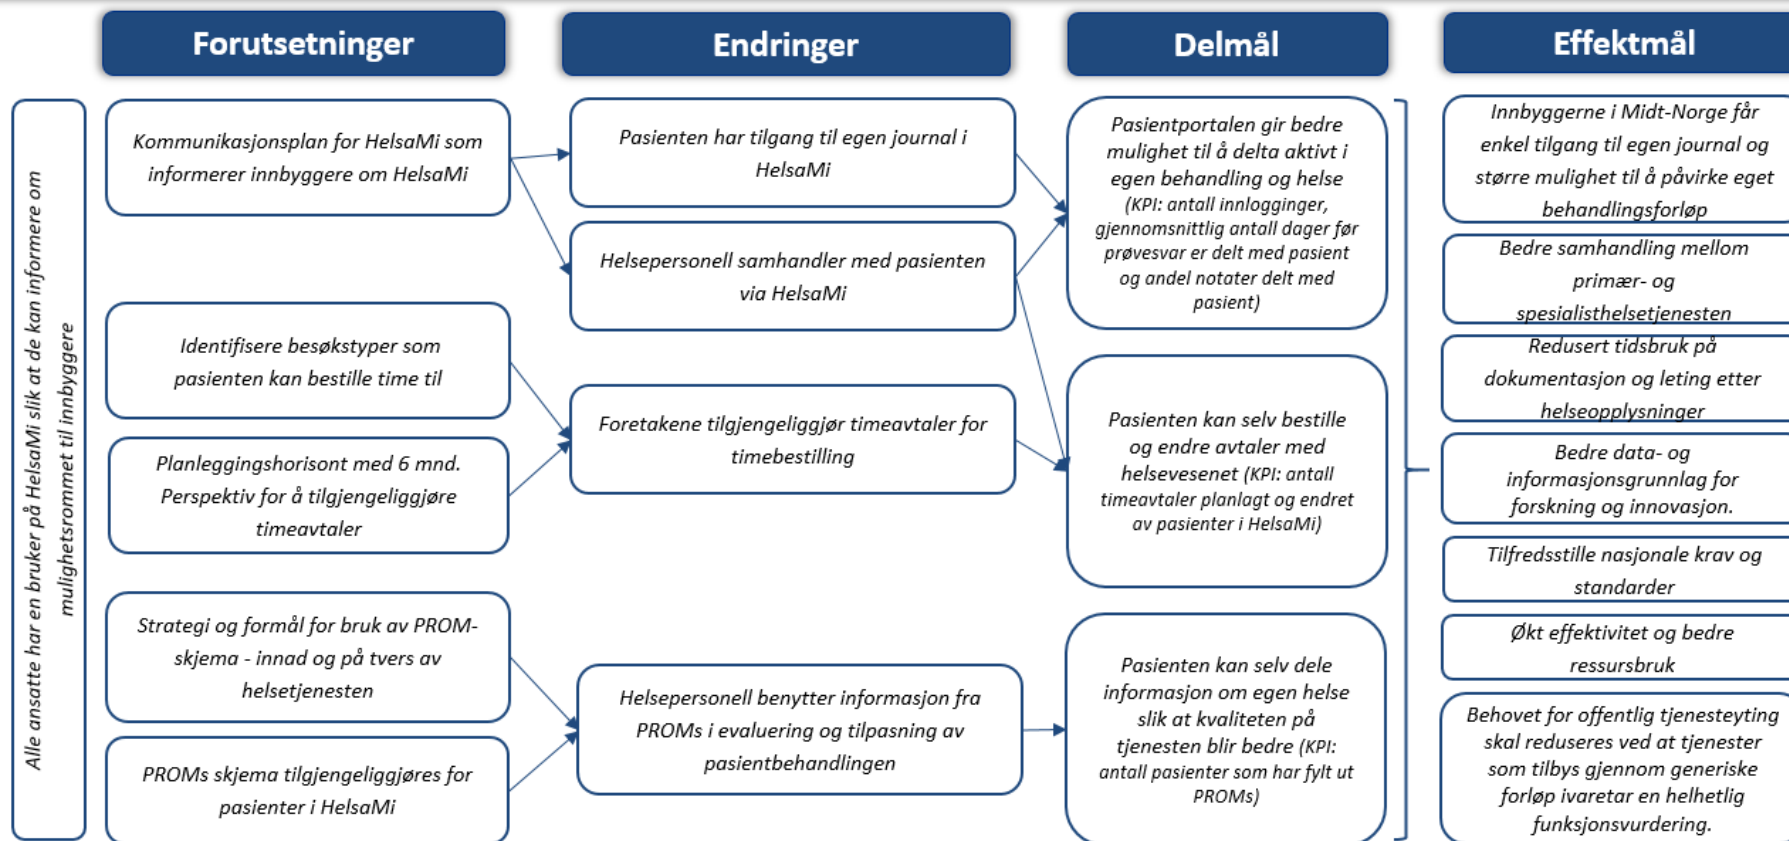 Forutsetninger
Endringer
Delmål
Effektmål
Alle ansatte har en bruker på HelsaMi slik at de kan informere om
mulighetsrommet til innbyggere
Kommunikasjonsplan for HelsaMi som
informerer innbyggere om HelsaMi
Identifisere besøkstyper som
pasienten kan bestille time til
Planleggingshorisont med 6 mnd.
Perspektiv for å tilgjengeliggjøre
timeavtaler
Strategi og formål for bruk av PROM-
skjema - innad og på tvers av
helsetjenesten
PROMs skjema tilgjengeliggjøres for
pasienter i HelsaMi
Pasienten har tilgang til egen journal i
HelsaMi
Helsepersonell samhandler med pasienten
via HelsaMi
Foretakene tilgjengeliggjør timeavtaler for
timebestilling
Helsepersonell benytter informasjon fra
PROMs i evaluering og tilpasning av
pasientbehandlingen
Pasientportalen gir bedre
mulighet til å delta aktivt i
egen behandling og helse
(KPI: antall innlogginger,
gjennomsnittlig antall dager før
prøvesvar er delt med pasient
og andel notater delt med
pasient)
Pasienten kan selv bestille
og endre avtaler med
helsevesenet (KPI: antall
timeavtaler planlagt og endret
av pasienter i HelsaMi)
Pasienten kan selv dele
informasjon om egen helse
slik at kvaliteten på
tjenesten blir bedre (KPI:
antall pasienter som har fylt ut
PROMs)
Innbyggerne i Midt-Norge får
enkel tilgang til egen journal og
større mulighet til å påvirke eget
behandlingsforløp
Bedre samhandling mellom
primær- og
spesialisthelsetjenesten
Redusert tidsbruk på
dokumentasjon og leting etter
helseopplysninger
Bedre data- og
informasjonsgrunnlag for
forskning og innovasjon.
Tilfredsstille nasjonale krav og
standarder
Økt effektivitet og bedre
ressursbruk
Behovet for offentlig tjenesteyting
skal reduseres ved at tjenester
som tilbys gjennom generiske
forløp ivaretar en helhetlig
funksjonsvurdering.